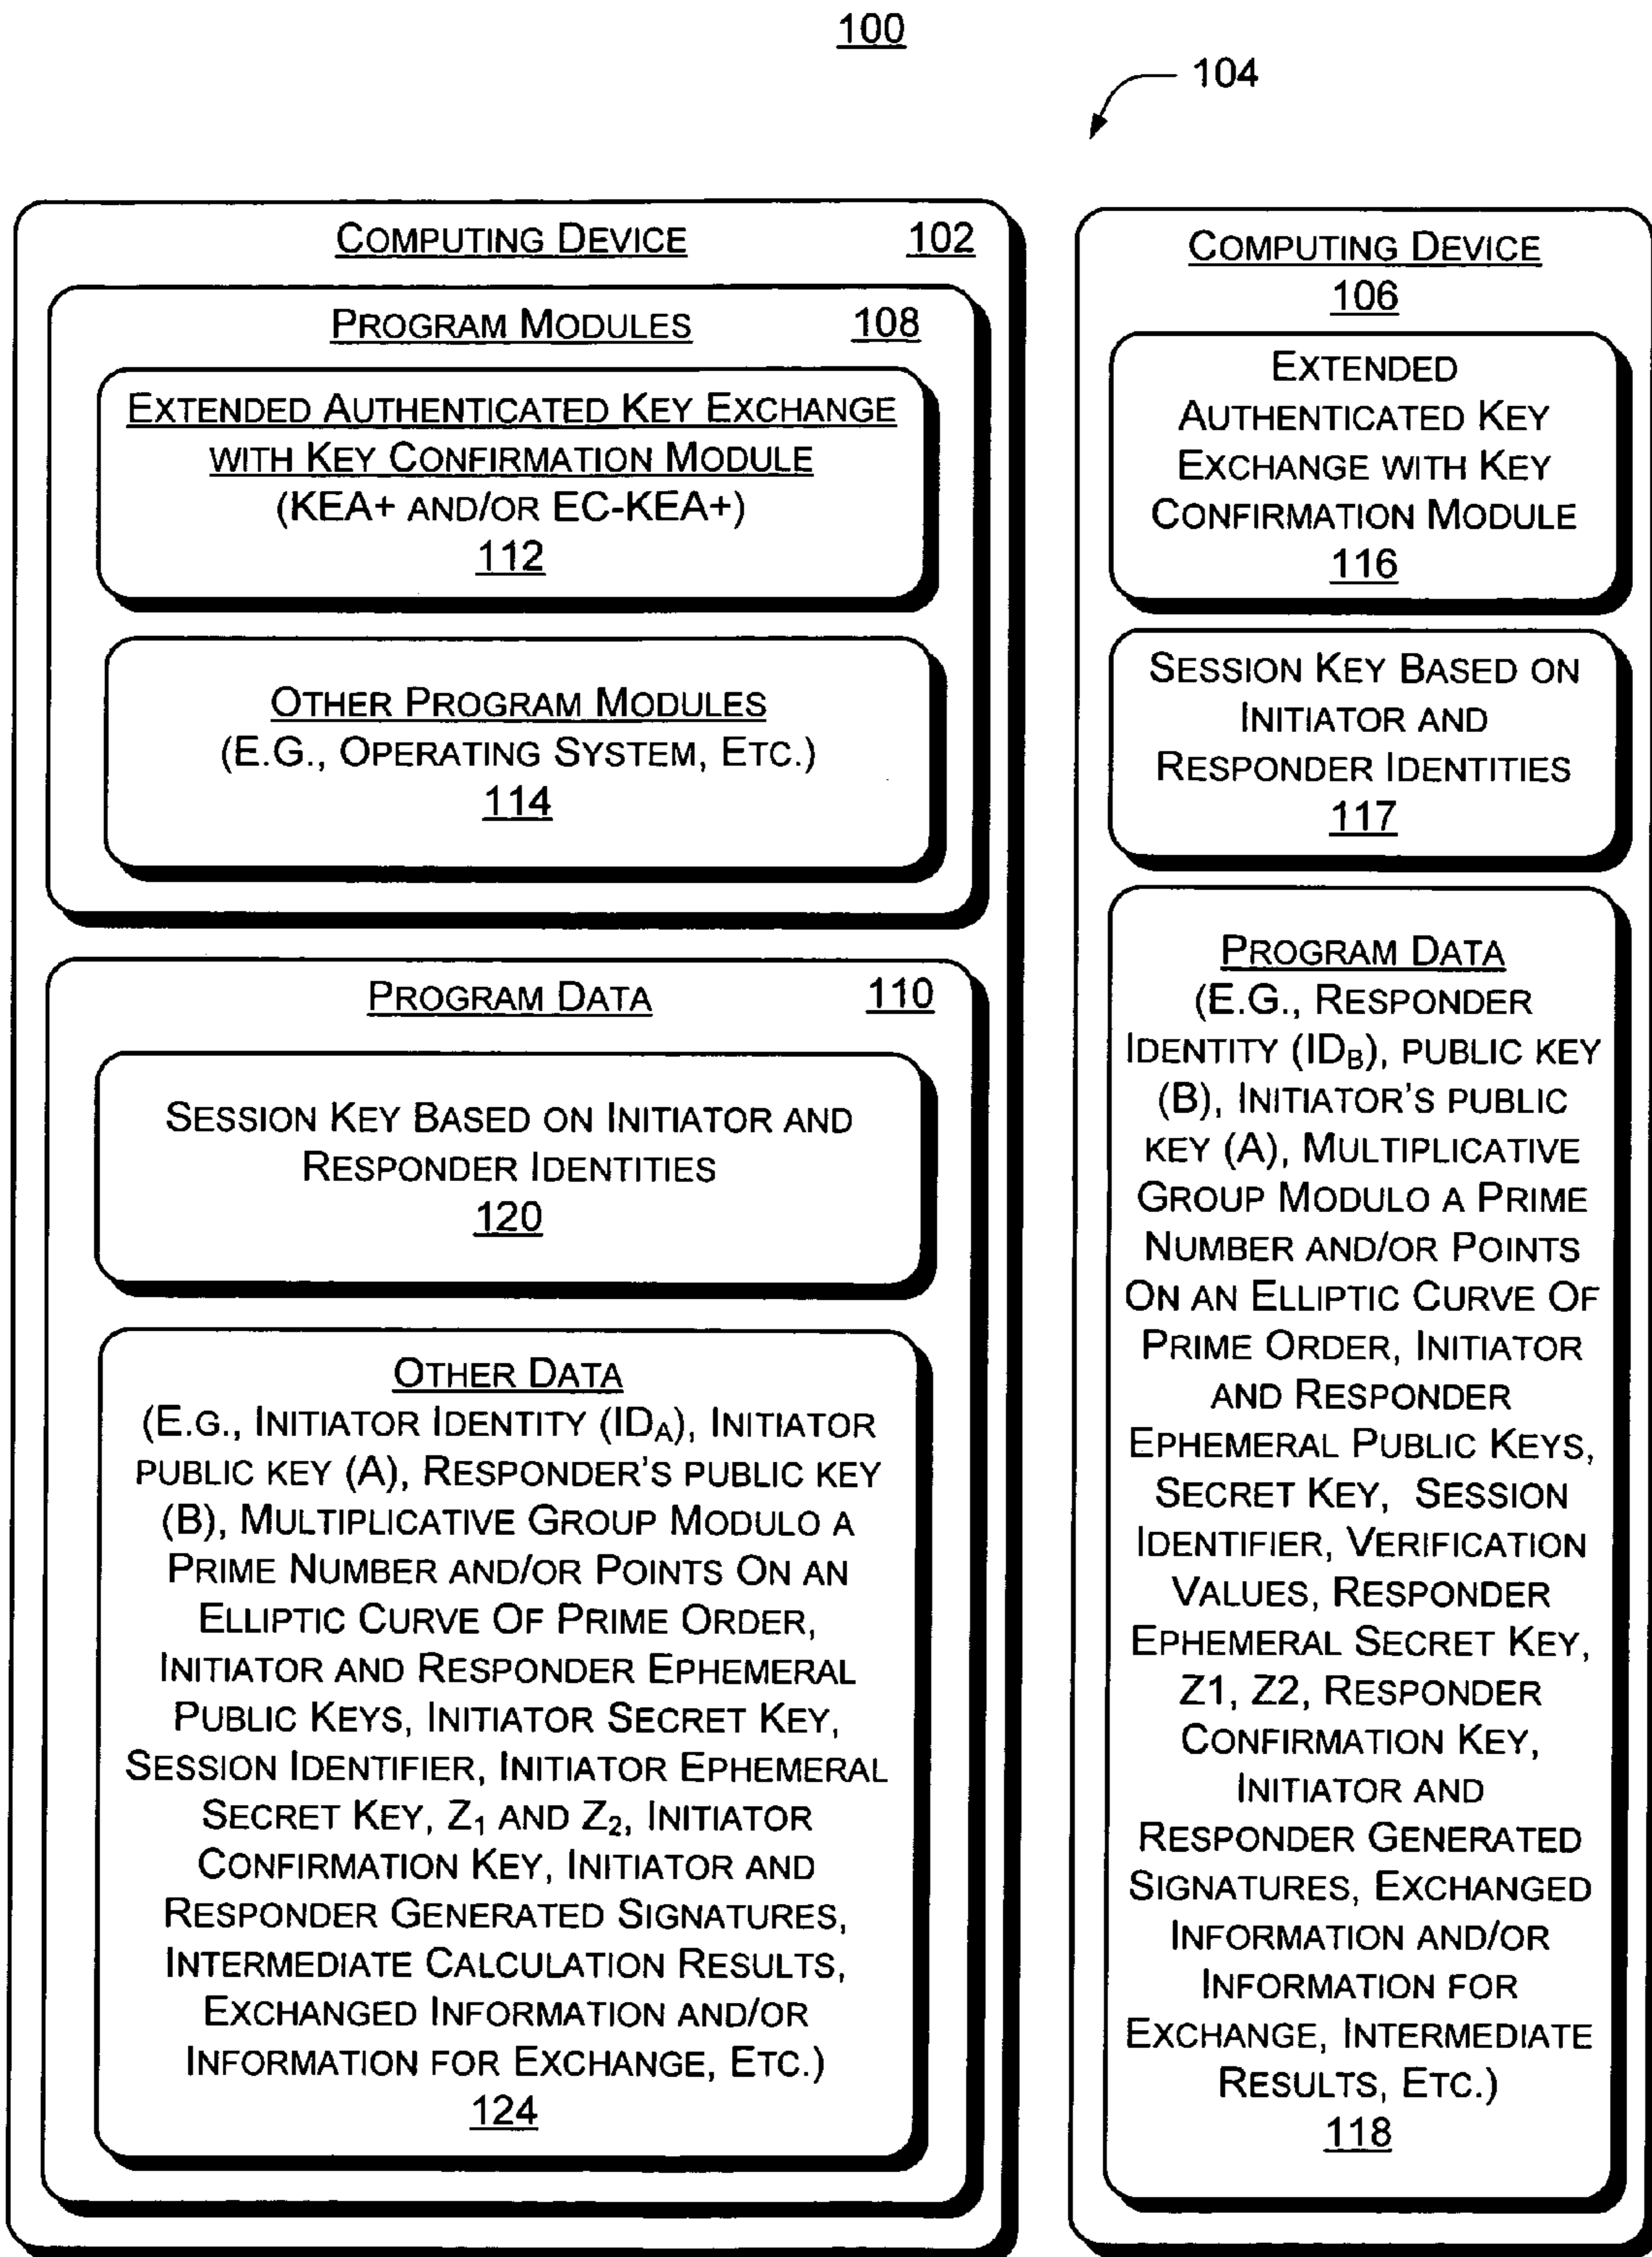 100
104
COMPUTING DEVICE 102
PROGRAM MODULES 108
EXTENDED AUTHENTICATED KEY EXCHANGE
WITH KEY CONFIRMATION MODULE
(KEA+ AND/OR EC-KEA+)
112
OTHER PROGRAM MODULES
(E.G., OPERATING SYSTEM, ETC.)
114
PROGRAM DATA 110
SESSION KEY BASED ON INITIATOR AND
RESPONDER IDENTITIES
120
OTHER DATA
(E.G., INITIATOR IDENTITY (ID_A), INITIATOR
PUBLIC KEY (A), RESPONDER'S PUBLIC KEY
(B), MULTIPLICATIVE GROUP MODULO A
PRIME NUMBER AND/OR POINTS ON AN
ELLIPTIC CURVE OF PRIME ORDER,
INITIATOR AND RESPONDER EPHEMERAL
PUBLIC KEYS, INITIATOR SECRET KEY,
SESSION IDENTIFIER, INITIATOR EPHEMERAL
SECRET KEY, Z₁ AND Z₂, INITIATOR
CONFIRMATION KEY, INITIATOR AND
RESPONDER GENERATED SIGNATURES,
INTERMEDIATE CALCULATION RESULTS,
EXCHANGED INFORMATION AND/OR
INFORMATION FOR EXCHANGE, ETC.)
124
COMPUTING DEVICE
106
EXTENDED
AUTHENTICATED KEY
EXCHANGE WITH KEY
CONFIRMATION MODULE
116
SESSION KEY BASED ON
INITIATOR AND
RESPONDER IDENTITIES
117
PROGRAM DATA
(E.G., RESPONDER
IDENTITY (ID_B), PUBLIC KEY
(B), INITIATOR'S PUBLIC
KEY (A), MULTIPLICATIVE
GROUP MODULO A PRIME
NUMBER AND/OR POINTS
ON AN ELLIPTIC CURVE OF
PRIME ORDER, INITIATOR
AND RESPONDER
EPHEMERAL PUBLIC KEYS,
SECRET KEY, SESSION
IDENTIFIER, VERIFICATION
VALUES, RESPONDER
EPHEMERAL SECRET KEY,
Z1, Z2, RESPONDER
CONFIRMATION KEY,
INITIATOR AND
RESPONDER GENERATED
SIGNATURES, EXCHANGED
INFORMATION AND/OR
INFORMATION FOR
EXCHANGE, INTERMEDIATE
RESULTS, ETC.)
118